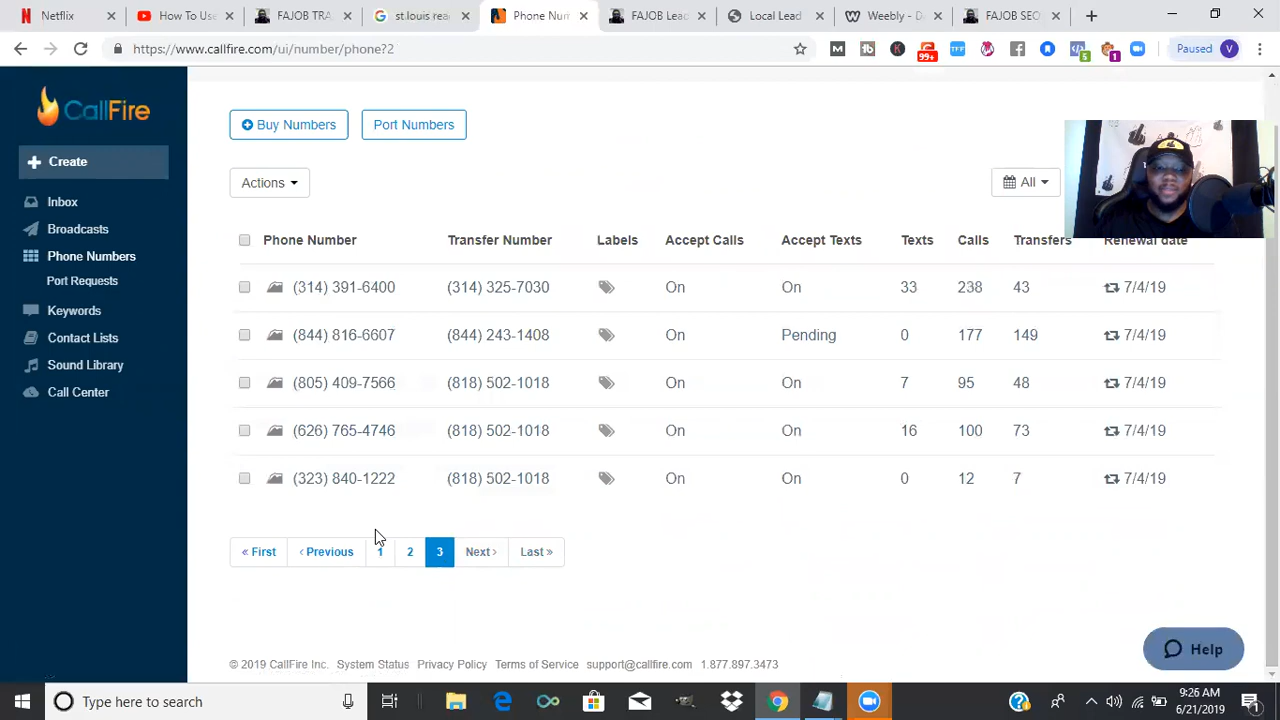 Netflix
How To Use
FAJOB TRA
st.louis rea
Phone Num
FAJOB Lead
Local Lead
Weebly - D
FAJOB SEO
https://www.callfire.com/ui/number/phone?2
99+
TFF
5
1
Paused V
CallFire
Create
Inbox
Broadcasts
Phone Numbers
Port Requests
Keywords
Contact Lists
Sound Library
Call Center
Buy Numbers Port Numbers
Actions All
Phone Number Transfer Number Labels Accept Calls Accept Texts Texts Calls Transfers Renewal date
(314) 391-6400 (314) 325-7030 On On 33 238 43 7/4/19
(844) 816-6607 (844) 243-1408 On Pending 0 177 149 7/4/19
(805) 409-7566 (818) 502-1018 On On 7 95 48 7/4/19
(626) 765-4746 (818) 502-1018 On On 16 100 73 7/4/19
(323) 840-1222 (818) 502-1018 On On 0 12 7 7/4/19
« First ‹ Previous 1 2 3 Next › Last »
© 2019 CallFire Inc. System Status Privacy Policy Terms of Service support@callfire.com 1.877.897.3473
Help
Type here to search
9:26 AM
6/21/2019